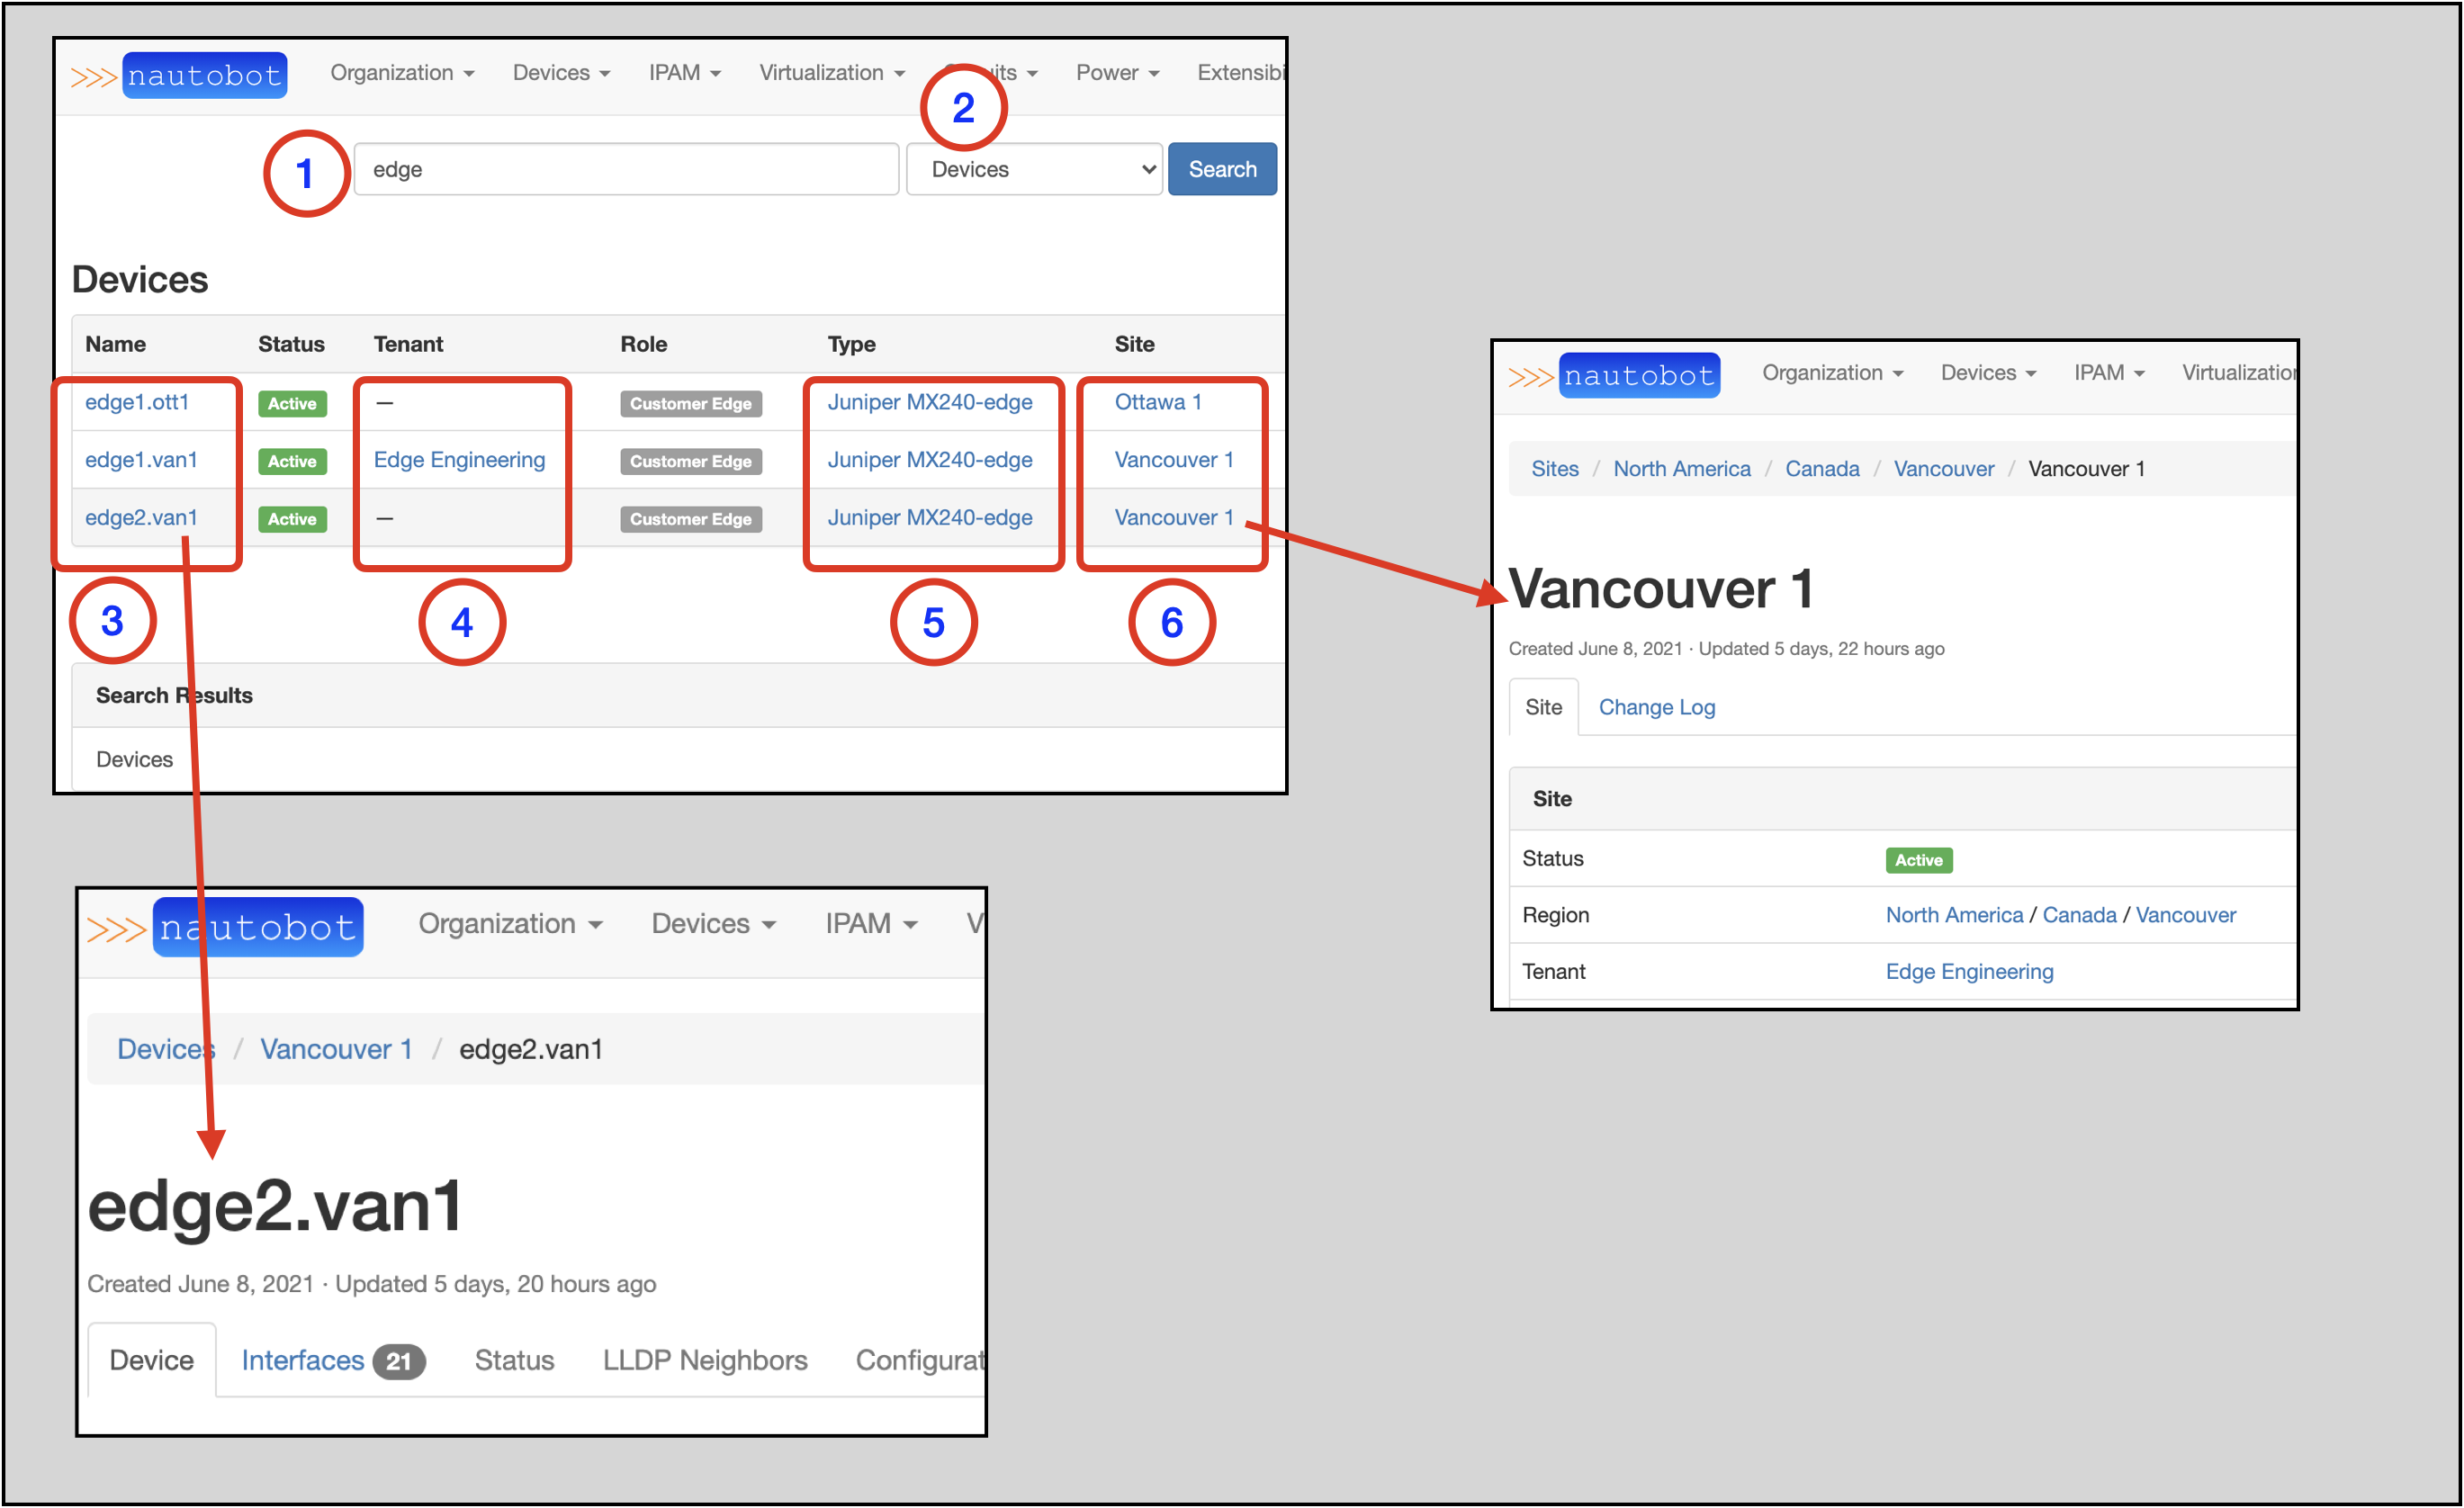 >>> nautobot Organization Devices IPAM Virtualization Power
2
1 edge Devices Search
Devices
Name Status Tenant Role Type Site
edge1.ott1 Active — Customer Edge Juniper MX240-edge Ottawa 1
edge1.van1 Active Edge Engineering Customer Edge Juniper MX240-edge Vancouver 1
edge2.van1 Active — Customer Edge Juniper MX240-edge Vancouver 1
3 4 5 6
Search Results
Devices
>>> nautobot Organization Devices IPAM Virtualization
Sites / North America / Canada / Vancouver / Vancouver 1
Vancouver 1
Created June 8, 2021 · Updated 5 days, 22 hours ago
Site Change Log
Site
Status Active
Region North America / Canada / Vancouver
Tenant Edge Engineering
>>> nautobot Organization Devices IPAM V
Devices / Vancouver 1 / edge2.van1
edge2.van1
Created June 8, 2021 · Updated 5 days, 20 hours ago
Device Interfaces 21 Status LLDP Neighbors Configurat